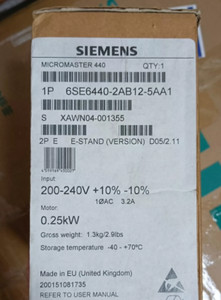 SIEMENS
MICROMASTER 440 QTY:1
1P 6SE6440-2AB12-5AA1
S XAWN04-001355
2P E E-STAND (VERSION) D05/2.11
Input
200-240V +10% -10%
1ØAC 3.2A
Motor
0.25kW
Gross weight: 1.3kg/2.9lbs
Storage temperature -40 - +70°C
Made in EU (United Kingdom)
200151081735
REFER TO USER MANUAL